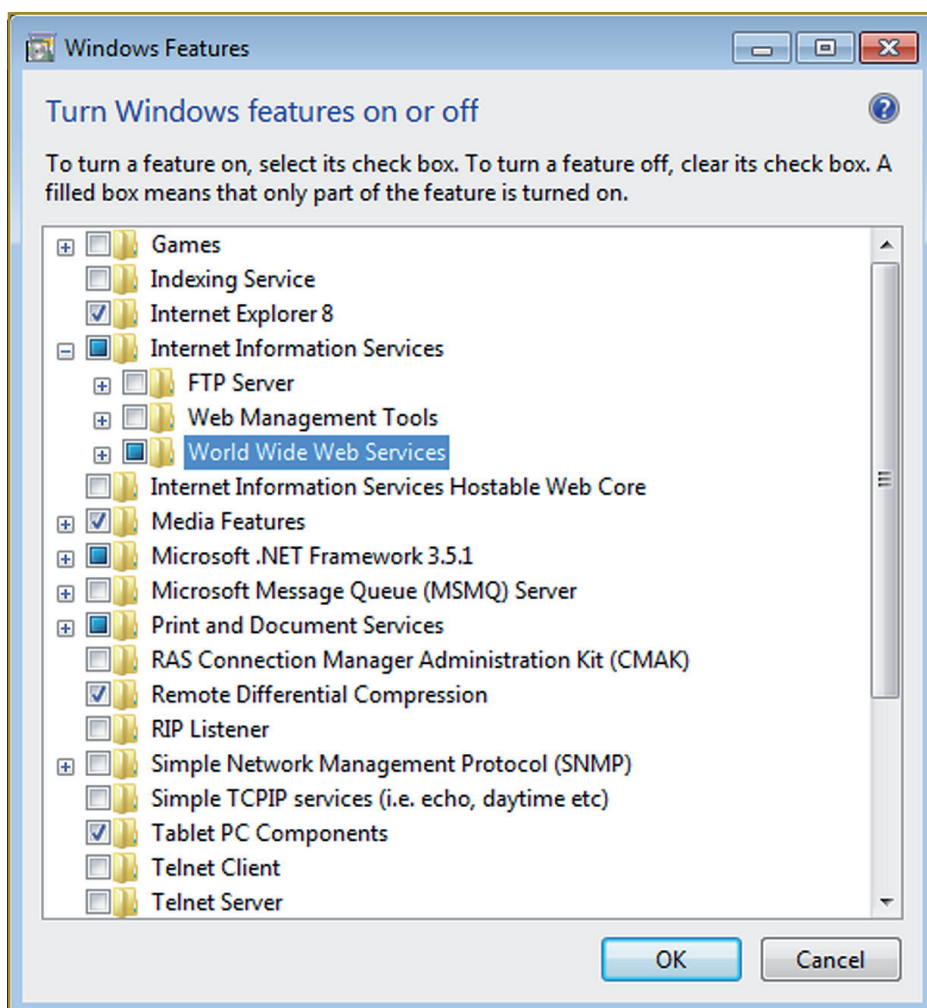 Windows Features
Turn Windows features on or off
To turn a feature on, select its check box. To turn a feature off, clear its check box. A
filled box means that only part of the feature is turned on.
Games
Indexing Service
Internet Explorer 8
Internet Information Services
FTP Server
Web Management Tools
World Wide Web Services
Internet Information Services Hostable Web Core
Media Features
Microsoft .NET Framework 3.5.1
Microsoft Message Queue (MSMQ) Server
Print and Document Services
RAS Connection Manager Administration Kit (CMAK)
Remote Differential Compression
RIP Listener
Simple Network Management Protocol (SNMP)
Simple TCPIP services (i.e. echo, daytime etc)
Tablet PC Components
Telnet Client
Telnet Server
OK Cancel